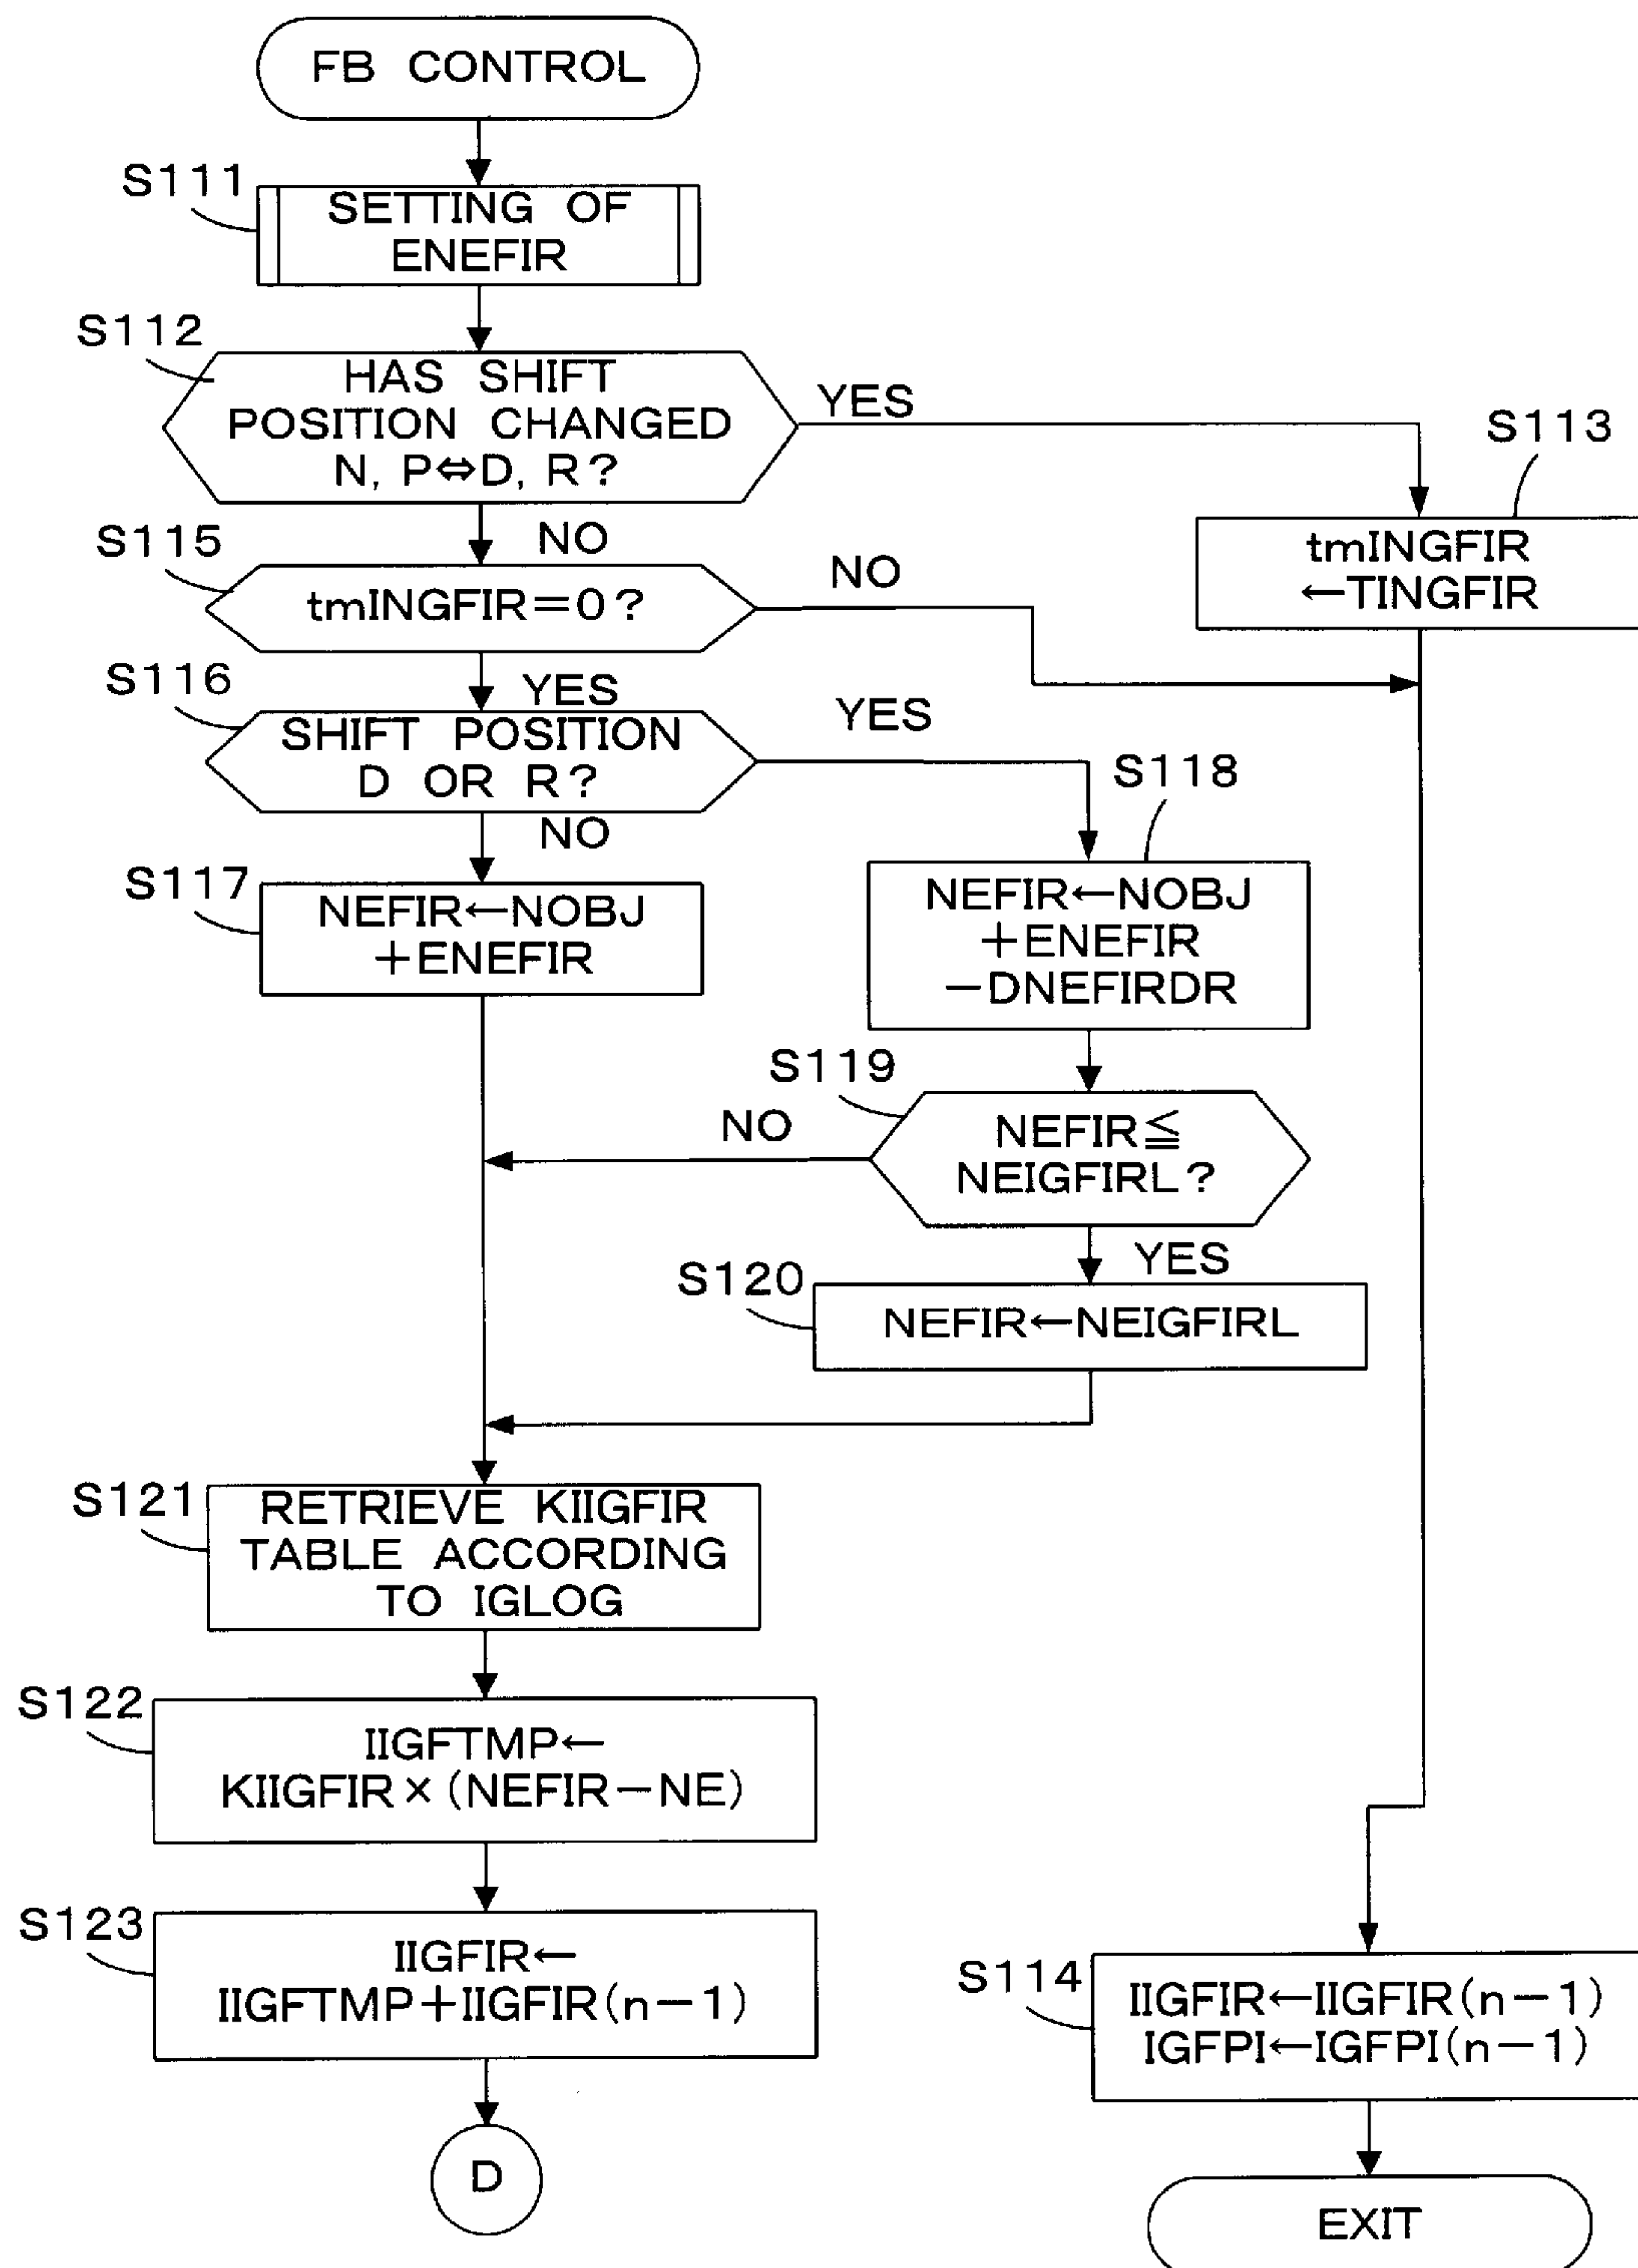 FB CONTROL
S111
SETTING OF
ENEFIR
S112
HAS SHIFT
POSITION CHANGED
N, P⇔D, R?
YES
S113
tmINGFIR
←TINGFIR
NO
S115
tmINGFIR=0?
NO
YES
S116
SHIFT POSITION
D OR R?
YES
NO
S117
NEFIR←NOBJ
+ENEFIR
S118
NEFIR←NOBJ
+ENEFIR
−DNEFIRDR
S119
NEFIR≦
NEIGFIRL?
NO
YES
S120
NEFIR←NEIGFIRL
S121
RETRIEVE KIIGFIR
TABLE ACCORDING
TO IGLOG
S122
IIGFTMP←
KIIGFIR×(NEFIR−NE)
S123
IIGFIR←
IIGFTMP+IIGFIR(n−1)
D
S114
IIGFIR←IIGFIR(n−1)
IGFPI←IGFPI(n−1)
EXIT